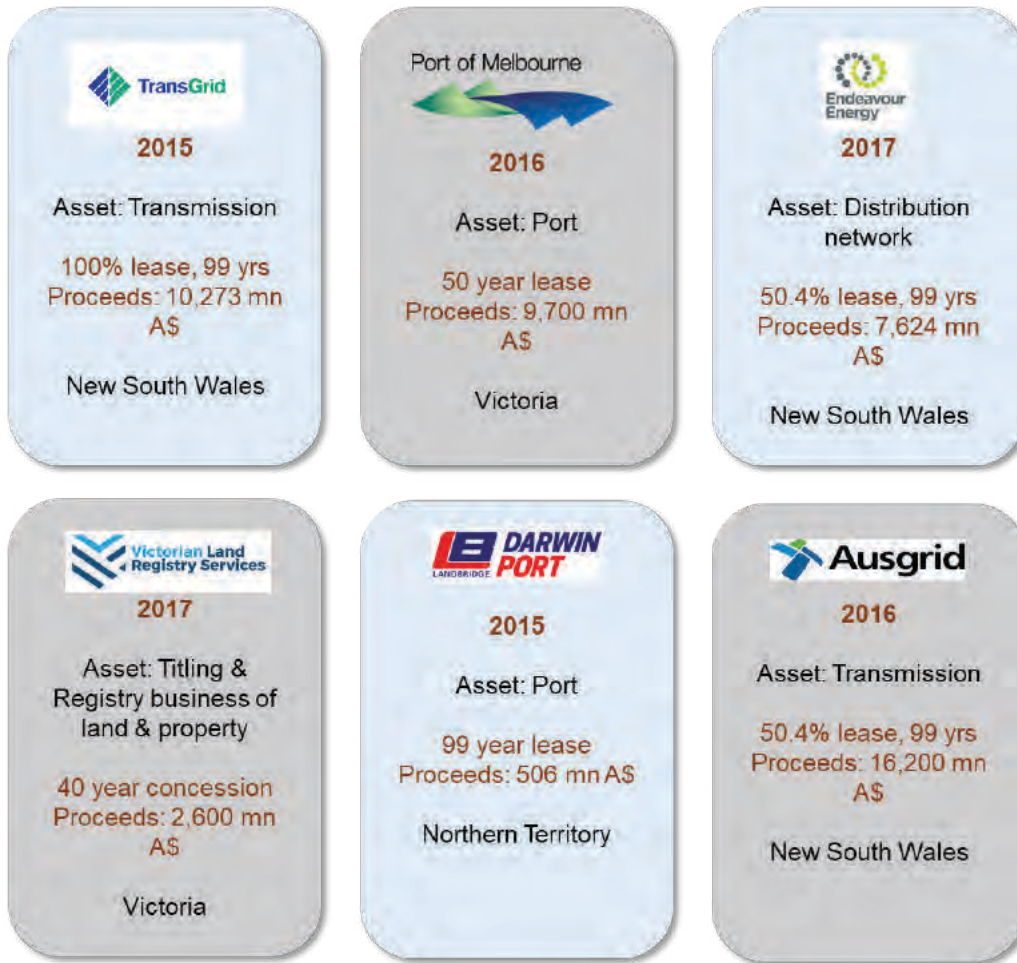 TransGrid
2015
Asset: Transmission
100% lease, 99 yrs
Proceeds: 10,273 mn
A$
New South Wales
Port of Melbourne
2016
Asset: Port
50 year lease
Proceeds: 9,700 mn
A$
Victoria
Endeavour
Energy
2017
Asset: Distribution
network
50.4% lease, 99 yrs
Proceeds: 7,624 mn
A$
New South Wales
Victorian Land
Registry Services
2017
Asset: Titling &
Registry business of
land & property
40 year concession
Proceeds: 2,600 mn
A$
Victoria
LANDBRIDGE
DARWIN
PORT
2015
Asset: Port
99 year lease
Proceeds: 506 mn A$
Northern Territory
Ausgrid
2016
Asset: Transmission
50.4% lease, 99 yrs
Proceeds: 16,200 mn
A$
New South Wales